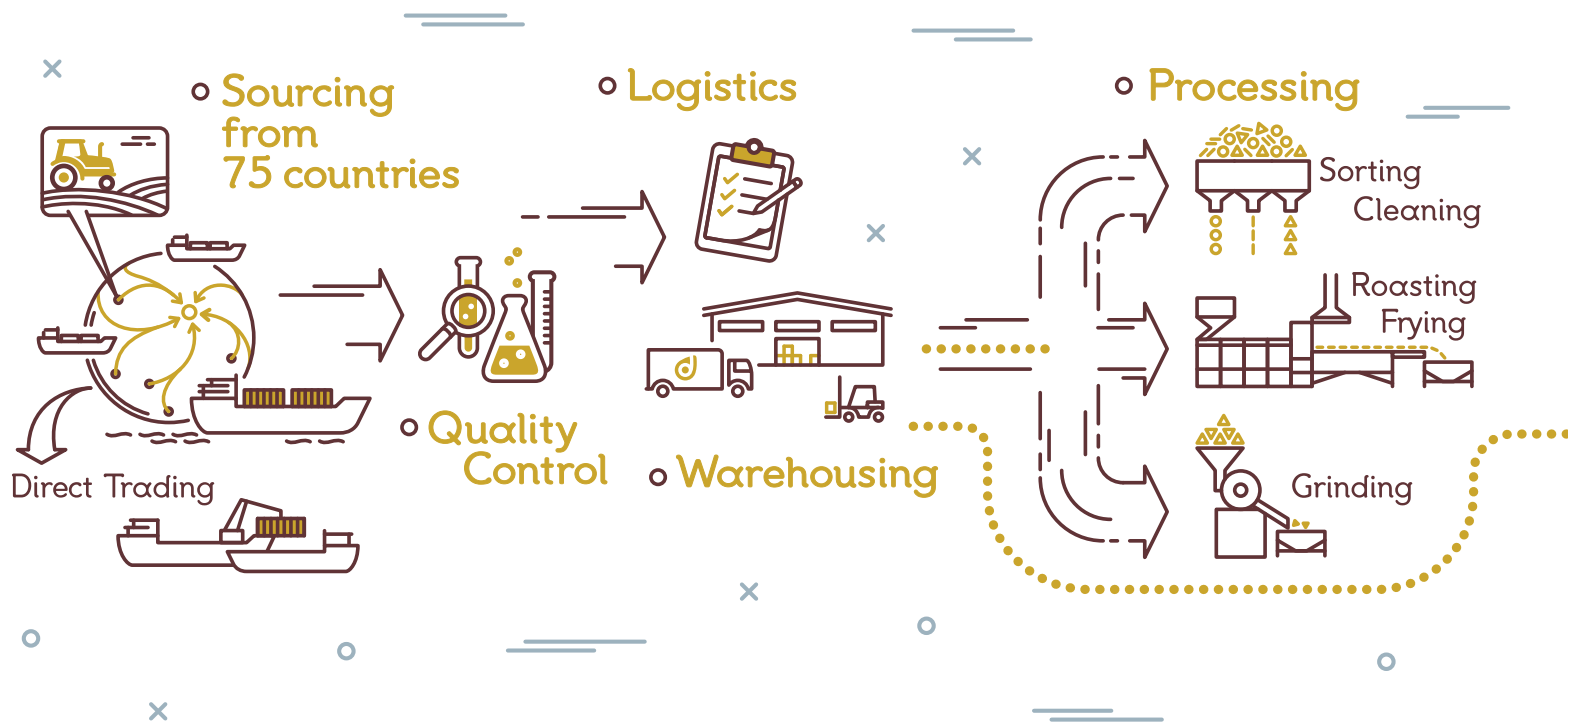 Sourcing
from
75 countries
Direct Trading
Quality
Control
Logistics
Warehousing
Processing
Sorting
Cleaning
Roasting
Frying
Grinding